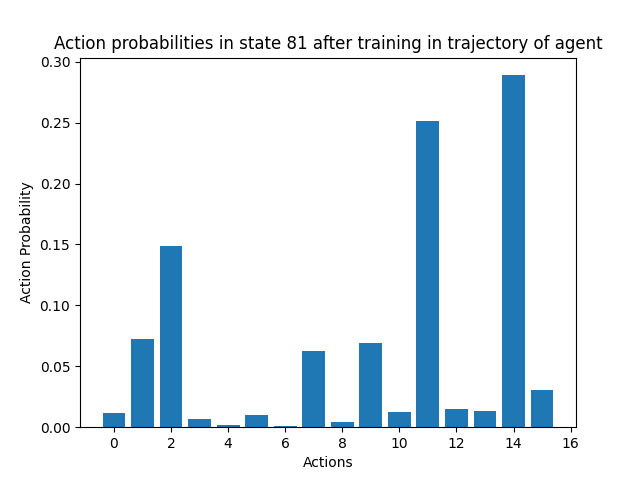 Action probabilities in state 81 after training in trajectory of agent
0.30
0.25
0.20
0.15
0.10
0.05
0.00
Action Probability
0 2 4 6 8 10 12 14 16
Actions